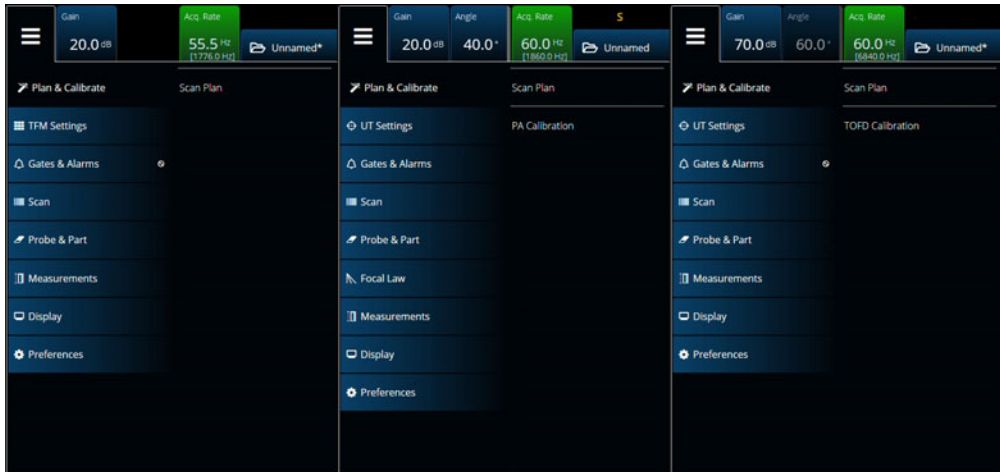 Gain
20.0 dB
Acq. Rate
55.5 Hz
[1776.0 Hz]
Unnamed*
Plan & Calibrate
Scan Plan
TFM Settings
Gates & Alarms
Scan
Probe & Part
Measurements
Display
Preferences
Gain
20.0 dB
Angle
40.0°
Acq. Rate
60.0 Hz
[1860.0 Hz]
S
Unnamed
Plan & Calibrate
Scan Plan
UT Settings
PA Calibration
Gates & Alarms
Scan
Probe & Part
Focal Law
Measurements
Display
Preferences
Gain
70.0 dB
Angle
60.0°
Acq. Rate
60.0 Hz
[6840.0 Hz]
Unnamed*
Plan & Calibrate
Scan Plan
UT Settings
TOFD Calibration
Gates & Alarms
Scan
Probe & Part
Measurements
Display
Preferences